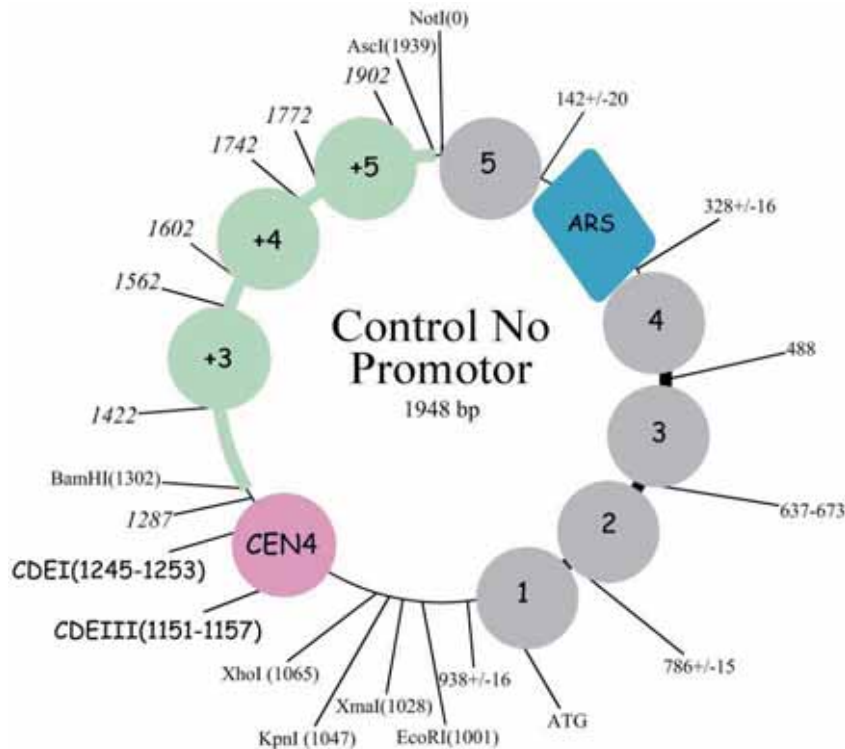 NotI(0)
AscI(1939)
1902
1772
142+/-20
1742
+5
5
ARS
1602
+4
328+/-16
1562
Control No
Promotor
1948 bp
4
+3
488
1422
3
BamHI(1302)
637-673
1287
2
CEN4
CDEI(1245-1253)
1
CDEIII(1151-1157)
XhoI (1065)
938+/-16
786+/-15
XmaI(1028)
ATG
KpnI (1047)
EcoRI(1001)